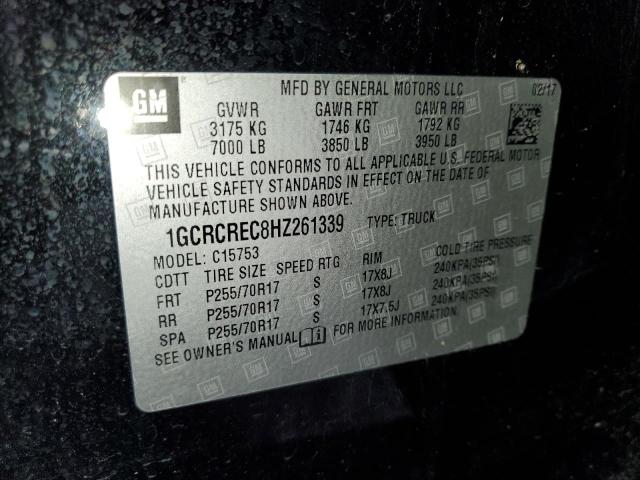 GM
MFD BY GENERAL MOTORS LLC 02/17
GVWR GAWR FRT GAWR RR
3175 KG 1746 KG 1792 KG
7000 LB 3850 LB 3950 LB
THIS VEHICLE CONFORMS TO ALL APPLICABLE U.S. FEDERAL MOTOR
VEHICLE SAFETY STANDARDS IN EFFECT ON THE DATE OF
MANUFACTURE SHOWN ABOVE.
1GCRCREC8HZ261339 TYPE: TRUCK
MODEL: C15753
CDTT TIRE SIZE SPEED RTG RIM COLD TIRE PRESSURE
FRT P255/70R17 S 17X8J 240KPA(35PSI)
RR P255/70R17 S 17X8J 240KPA(35PSI)
SPA P255/70R17 S 17X7.5J 240KPA(35PSI)
SEE OWNER'S MANUAL FOR MORE INFORMATION.